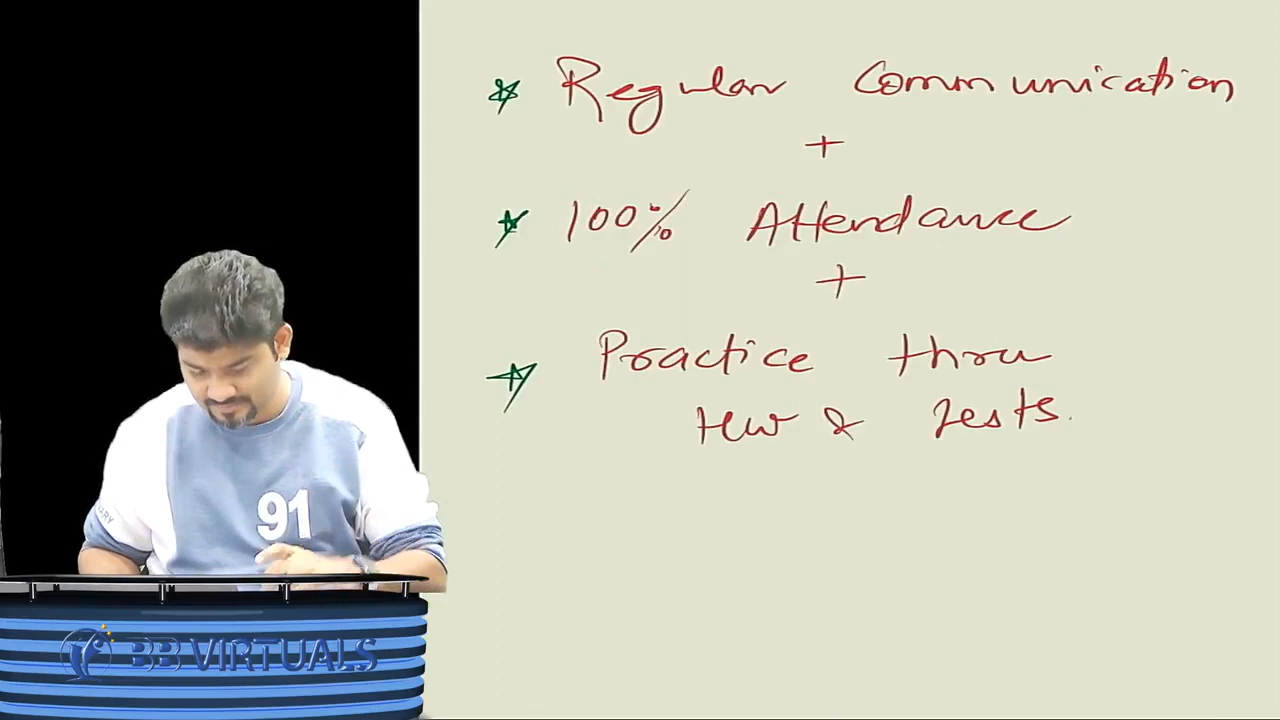 Regular Communication
+
100% Attendance
+
Practice thru
HW & Tests.
91
BB VIRTUALS